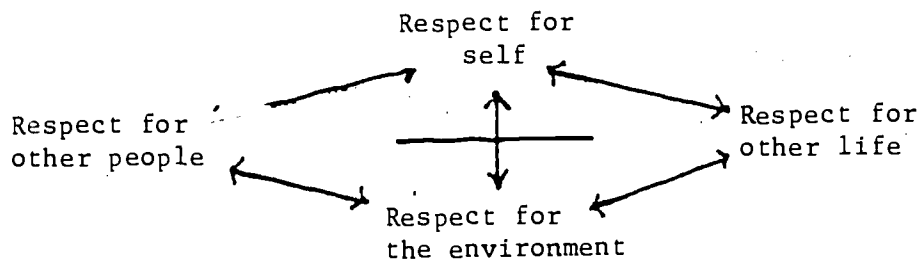 Respect for
self
Respect for
other people
Respect for
other life
Respect for
the environment